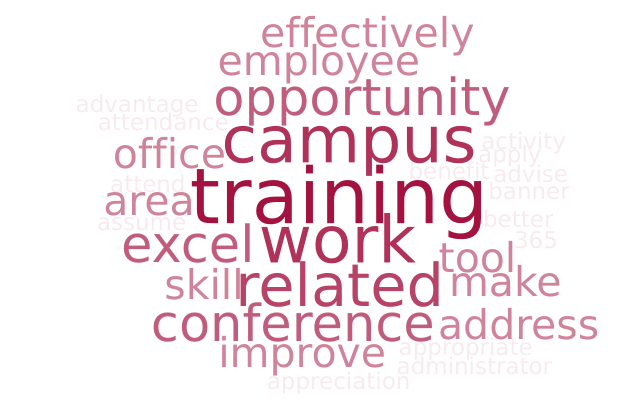 effectively
employee
opportunity
advantage
attendance
campus
activity
office
apply
benefit
advise
attend
training
banner
area
assume
better
work
365
excel
tool
skill
related
make
conference
address
improve
appropriate
administrator
appreciation